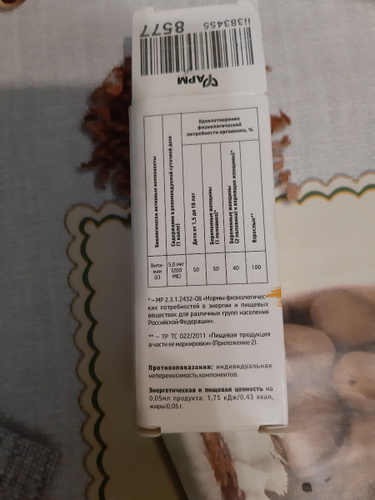 ii383455
8577
ФАРМ
Удовлетворение
физиологической
потребности организма, %
Биологически активные компоненты
Содержание в рекомендуемой суточной дозе
(1 капля)
Дети от 1,5 до 18 лет
Беременные женщины
(1 половина)*
Беременные женщины
(2 половина) и кормящие женщины)*
Взрослые**
Вита-
мин
D3
5,0 мкг
(200
МЕ)
50
50
40
100
* – МР 2.3.1.2432-08 «Нормы физиологичес-
ких потребностей в энергии и пищевых
веществах для различных групп населения
Российской Федерации».
** – ТР ТС 022/2011 «Пищевая продукция
в части ее маркировки» (Приложение 2).
Противопоказания: индивидуальная
непереносимость компонентов.
Энергетическая и пищевая ценность на
0,05мл продукта: 1,75 кДж/0,43 ккал,
жиры 0,05 г.